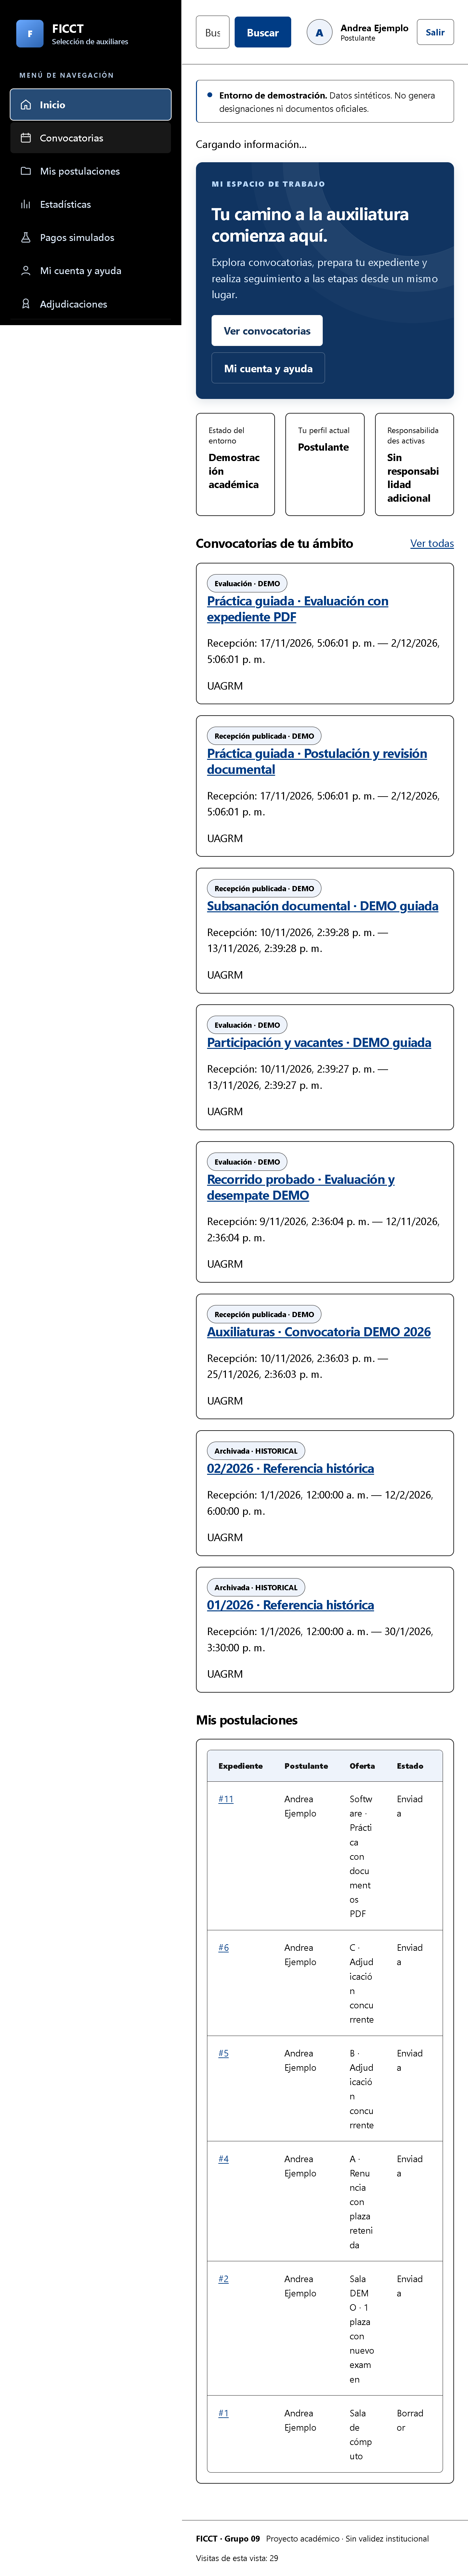 F
FICCT
Selección de auxiliares
MENÚ DE NAVEGACIÓN
Inicio
Convocatorias
Mis postulaciones
Estadísticas
Pagos simulados
Mi cuenta y ayuda
Adjudicaciones
Bus
Buscar
A
Andrea Ejemplo
Postulante
Salir
Entorno de demostración. Datos sintéticos. No genera
designaciones ni documentos oficiales.
Cargando información...
MI ESPACIO DE TRABAJO
Tu camino a la auxiliatura
comienza aquí.
Explora convocatorias, prepara tu expediente y
realiza seguimiento a las etapas desde un mismo
lugar.
Ver convocatorias
Mi cuenta y ayuda
Estado del
entorno
Demostrac
ión
académica
Tu perfil actual
Postulante
Responsabilida
des activas
Sin
responsabi
lidad
adicional
Convocatorias de tu ámbito
Ver todas
Evaluación · DEMO
Práctica guiada · Evaluación con
expediente PDF
Recepción: 17/11/2026, 5:06:01 p. m. — 2/12/2026,
5:06:01 p. m.
UAGRM
Recepción publicada · DEMO
Práctica guiada · Postulación y revisión
documental
Recepción: 17/11/2026, 5:06:01 p. m. — 2/12/2026,
5:06:01 p. m.
UAGRM
Recepción publicada · DEMO
Subsanación documental · DEMO guiada
Recepción: 10/11/2026, 2:39:28 p. m. —
13/11/2026, 2:39:28 p. m.
UAGRM
Evaluación · DEMO
Participación y vacantes · DEMO guiada
Recepción: 10/11/2026, 2:39:27 p. m. —
13/11/2026, 2:39:27 p. m.
UAGRM
Evaluación · DEMO
Recorrido probado · Evaluación y
desempate DEMO
Recepción: 9/11/2026, 2:36:04 p. m. — 12/11/2026,
2:36:04 p. m.
UAGRM
Recepción publicada · DEMO
Auxiliaturas · Convocatoria DEMO 2026
Recepción: 10/11/2026, 2:36:03 p. m. —
25/11/2026, 2:36:03 p. m.
UAGRM
Archivada · HISTORICAL
02/2026 · Referencia histórica
Recepción: 1/1/2026, 12:00:00 a. m. — 12/2/2026,
6:00:00 p. m.
UAGRM
Archivada · HISTORICAL
01/2026 · Referencia histórica
Recepción: 1/1/2026, 12:00:00 a. m. — 30/1/2026,
3:30:00 p. m.
UAGRM
Mis postulaciones
Expediente Postulante Oferta Estado
#11
Andrea
Ejemplo
Softw
are ·
Prácti
ca
con
docu
ment
os
PDF
Enviad
a
#6
Andrea
Ejemplo
C ·
Adjud
icació
n
concu
rrente
Enviad
a
#5
Andrea
Ejemplo
B ·
Adjud
icació
n
concu
rrente
Enviad
a
#4
Andrea
Ejemplo
A ·
Renu
ncia
con
plaza
reteni
da
Enviad
a
#2
Andrea
Ejemplo
Sala
DEM
O · 1
plaza
con
nuevo
exam
en
Enviad
a
#1
Andrea
Ejemplo
Sala
de
cómp
uto
Borrad
or
FICCT · Grupo 09 Proyecto académico · Sin validez institucional
Visitas de esta vista: 29